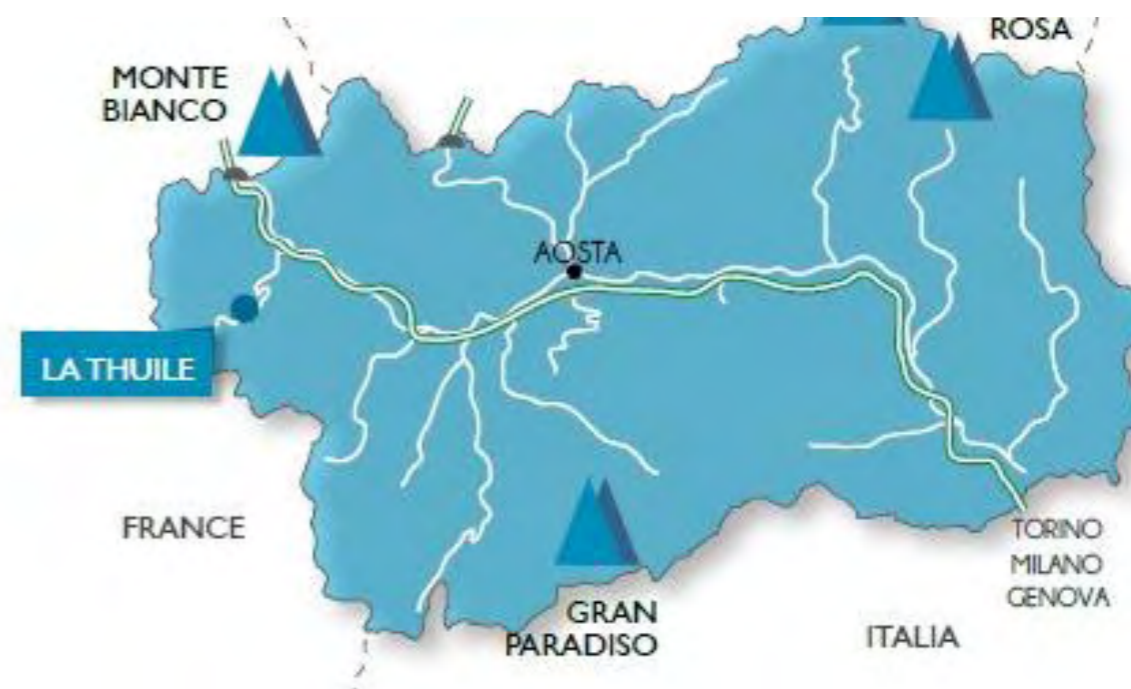 ROSA
MONTE
BIANCO
AOSTA
LA THUILE
FRANCE
TORINO
MILANO
GENOVA
GRAN
PARADISO
ITALIA